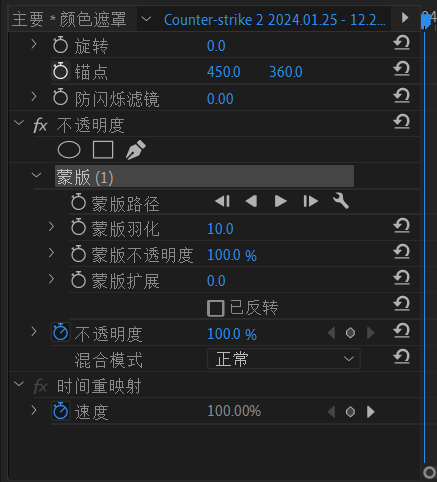 主要 * 颜色遮罩 Counter-strike 2 2024.01.25 - 12.2...
旋转 0.0
锚点 450.0 360.0
防闪烁滤镜 0.00
fx 不透明度
蒙版 (1)
蒙版路径
蒙版羽化 10.0
蒙版不透明度 100.0 %
蒙版扩展 0.0
已反转
不透明度 100.0 %
混合模式 正常
fx 时间重映射
速度 100.00%